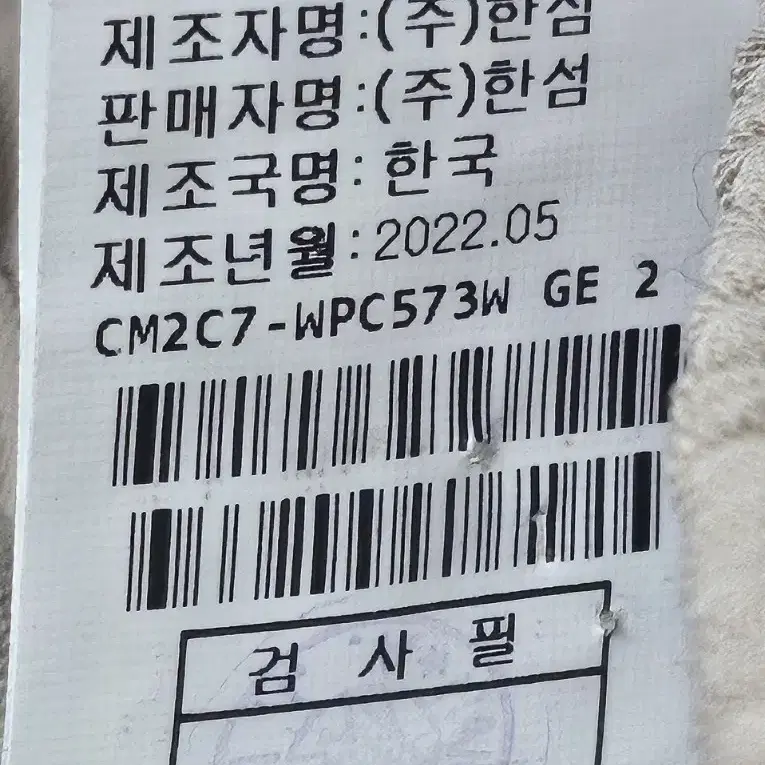 제조자명:(주)한섬
판매자명:(주)한섬
제조국명:한국
제조년월:2022.05
CM2C7-WPC573W GE 2
검 사 필